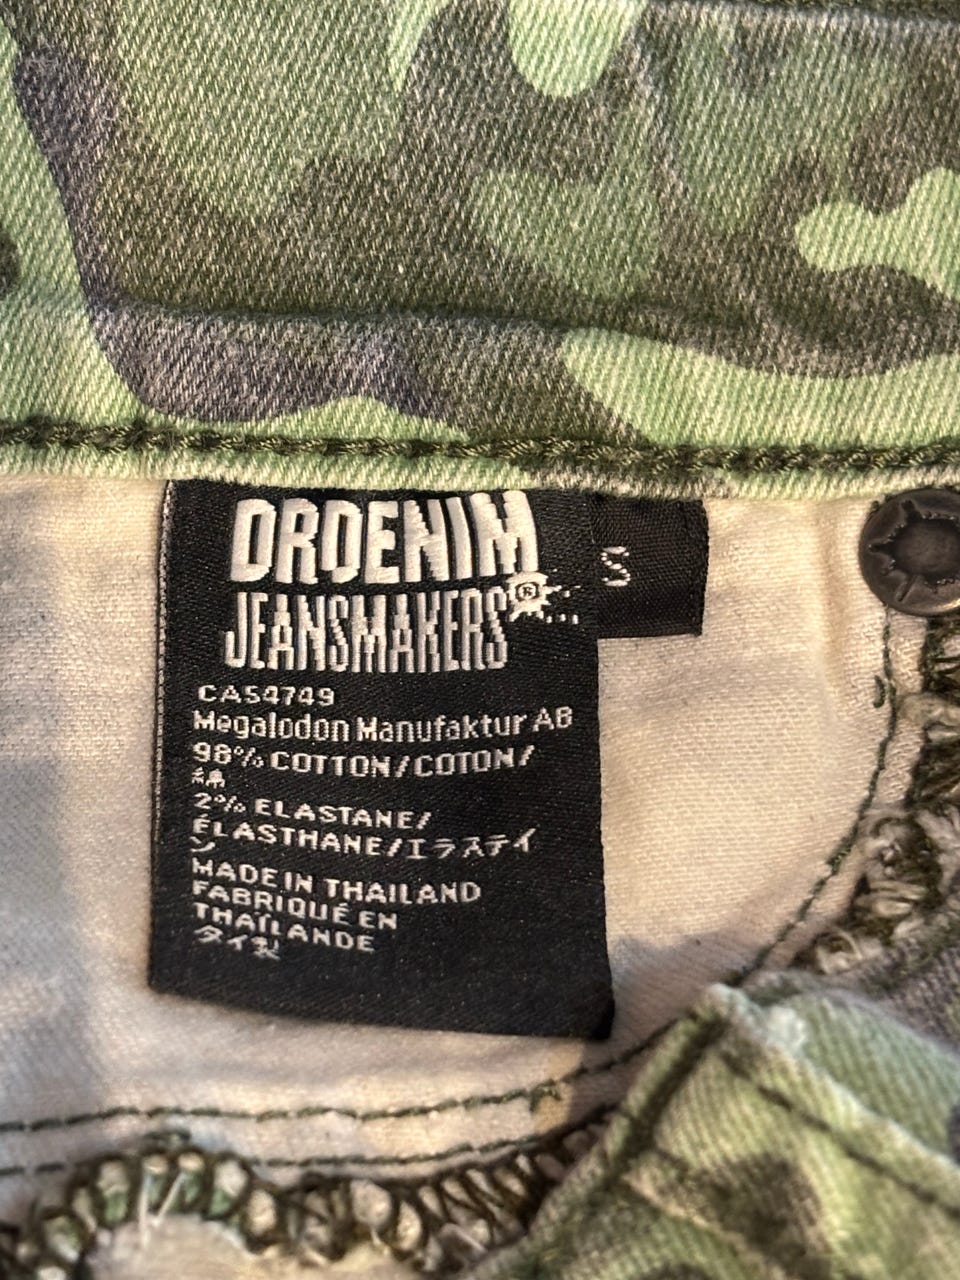 DRDENIM
JEANSMAKERS®
S
CA54749
Megalodon Manufaktur AB
98% COTTON/COTON/
綿
2% ELASTANE/
ÉLASTHANE/エラステイ
ン
MADE IN THAILAND
FABRIQUÉ EN
THAÏLANDE
タイ製